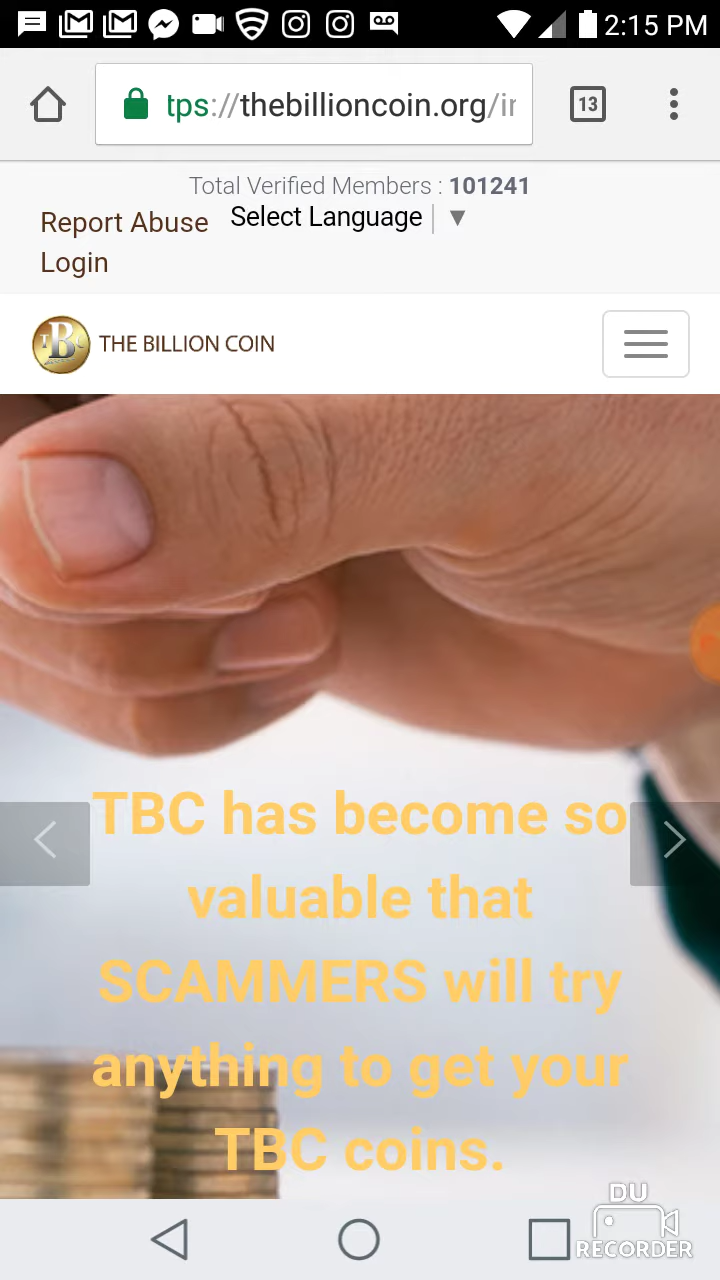 2:15 PM
tps://thebillioncoin.org/ir
13
Total Verified Members : 101241
Report Abuse
Select Language
Login
TBC
THE BILLION COIN
TBC has become so
valuable that
SCAMMERS will try
anything to get your
TBC coins.
DU
RECORDER